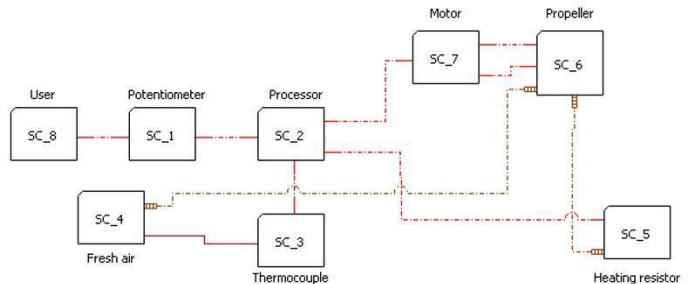 Motor
Propeller
SC_7
SC_6
User
Potentiometer
Processor
SC_8
SC_1
SC_2
SC_4
SC_3
SC_5
Fresh air
Thermocouple
Heating resistor